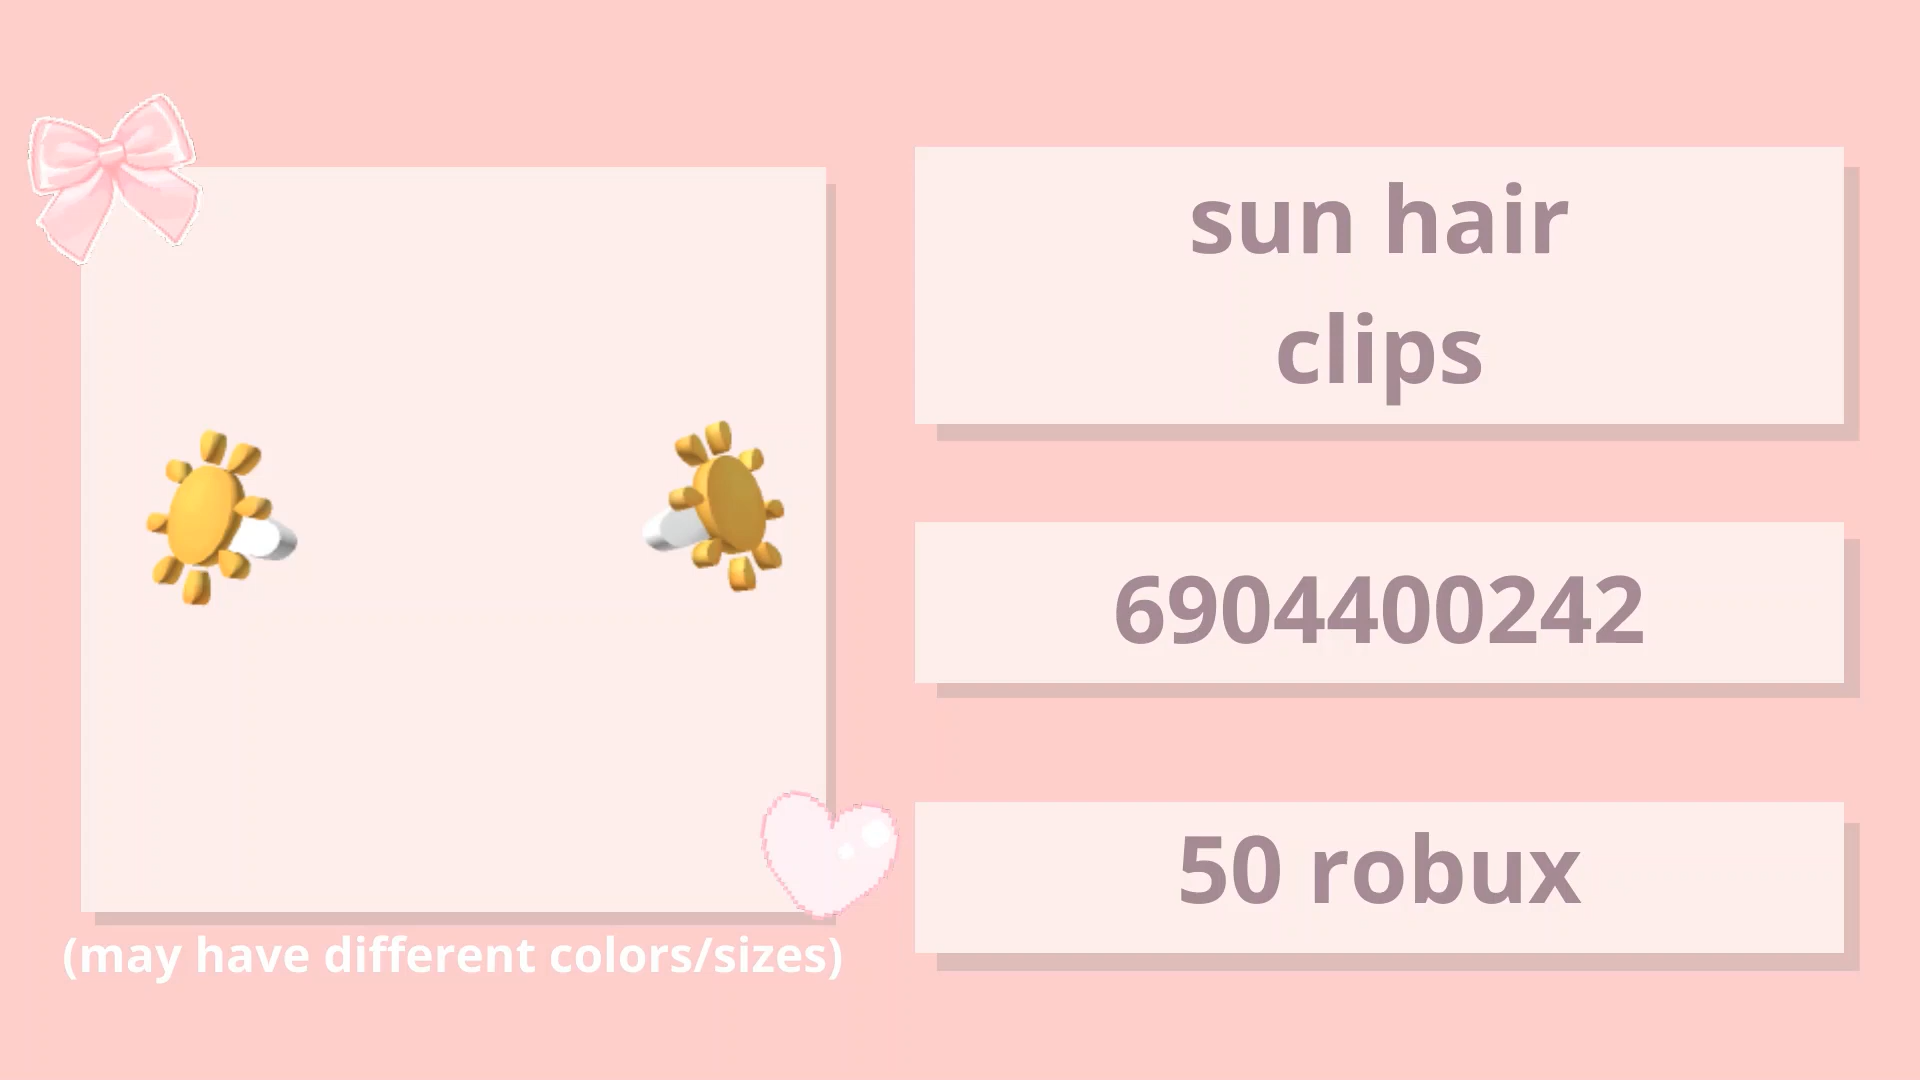 sun hair
clips
6904400242
50 robux
(may have different colors/sizes)